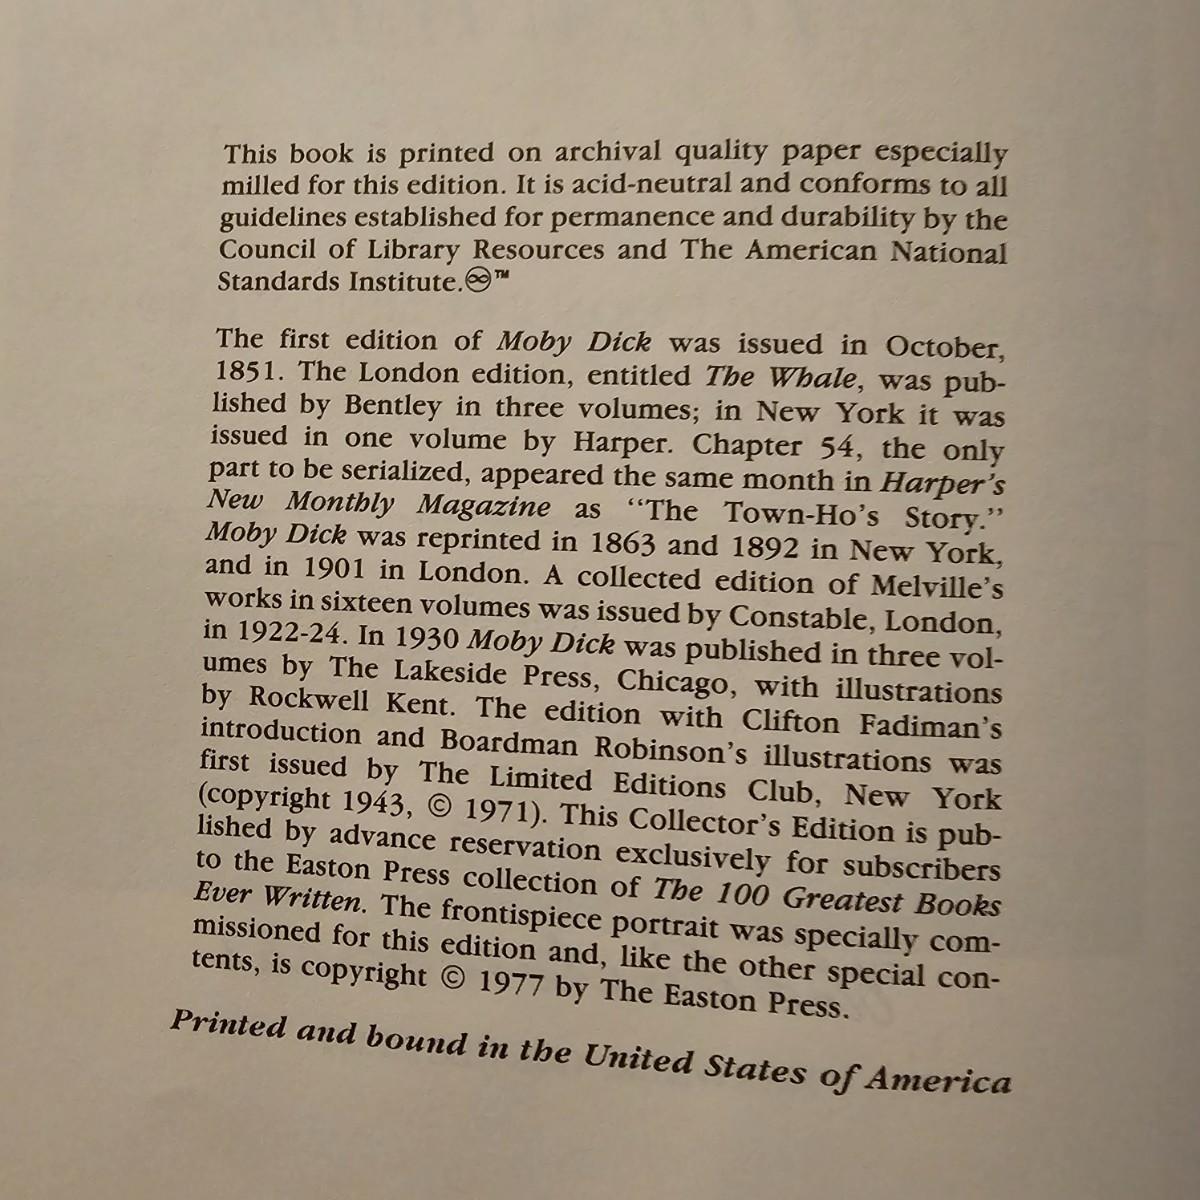 This book is printed on archival quality paper especially
milled for this edition. It is acid-neutral and conforms to all
guidelines established for permanence and durability by the
Council of Library Resources and The American National
Standards Institute.♾™
The first edition of Moby Dick was issued in October,
1851. The London edition, entitled The Whale, was pub-
lished by Bentley in three volumes; in New York it was
issued in one volume by Harper. Chapter 54, the only
part to be serialized, appeared the same month in Harper's
New Monthly Magazine as “The Town-Ho's Story.”
Moby Dick was reprinted in 1863 and 1892 in New York,
and in 1901 in London. A collected edition of Melville's
works in sixteen volumes was issued by Constable, London,
in 1922-24. In 1930 Moby Dick was published in three vol-
umes by The Lakeside Press, Chicago, with illustrations
by Rockwell Kent. The edition with Clifton Fadiman's
introduction and Boardman Robinson's illustrations was
first issued by The Limited Editions Club, New York
(copyright 1943, © 1971). This Collector's Edition is pub-
lished by advance reservation exclusively for subscribers
to the Easton Press collection of The 100 Greatest Books
Ever Written. The frontispiece portrait was specially com-
missioned for this edition and, like the other special con-
tents, is copyright © 1977 by The Easton Press.
Printed and bound in the United States of America